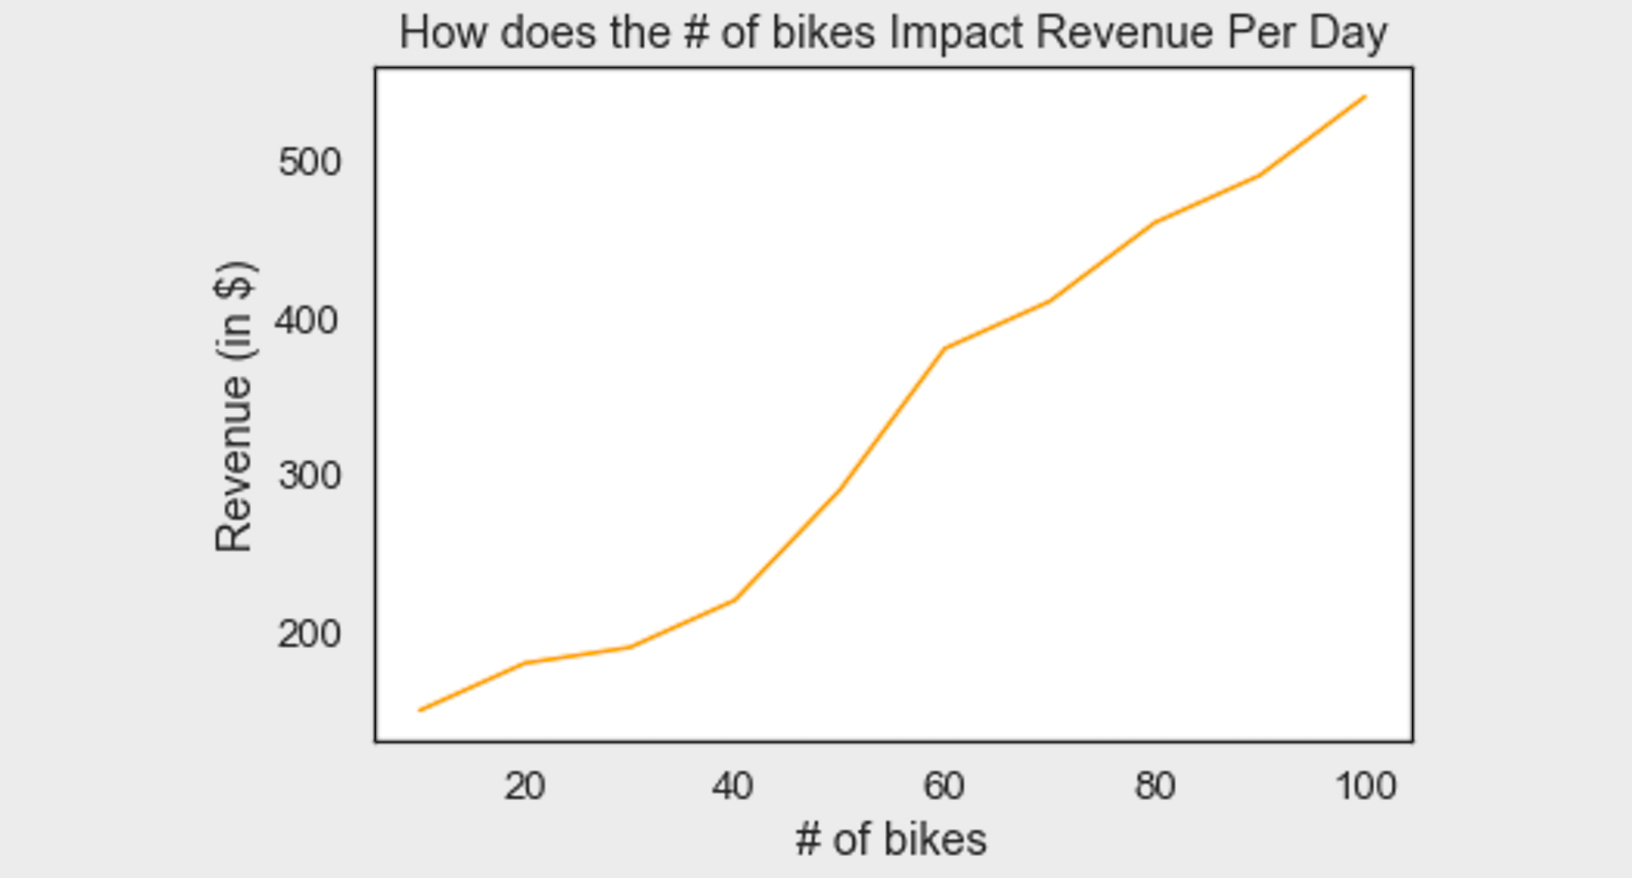 How does the # of bikes Impact Revenue Per Day
500
400
300
200
Revenue (in $)
20 40 60 80 100
# of bikes